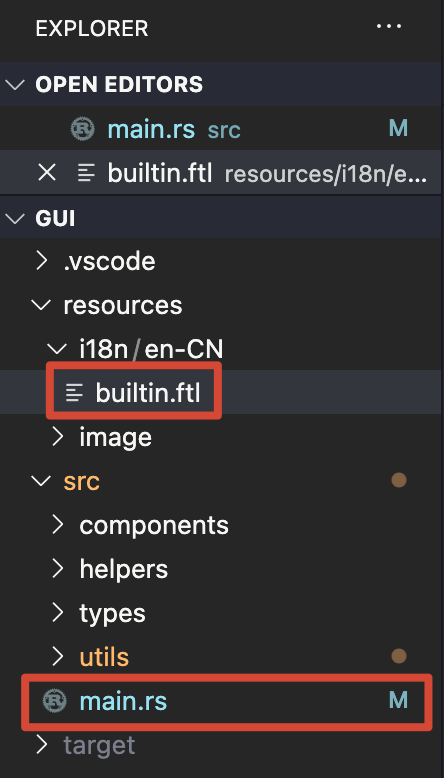 EXPLORER ...
OPEN EDITORS
main.rs src M
builtin.ftl resources/i18n/e...
GUI
.vscode
resources
i18n/en-CN
builtin.ftl
image
src
components
helpers
types
utils
main.rs M
target